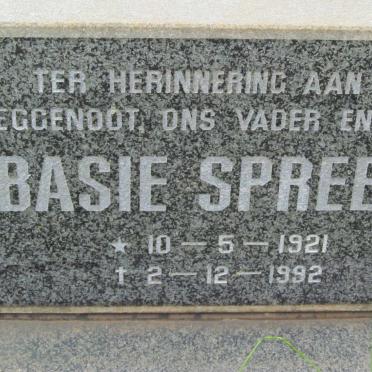 TER HERINNERING AAN
EGGENOOT, ONS VADER EN
BASIE SPREE
★ 10 — 5 — 1921
† 2 — 12 — 1992